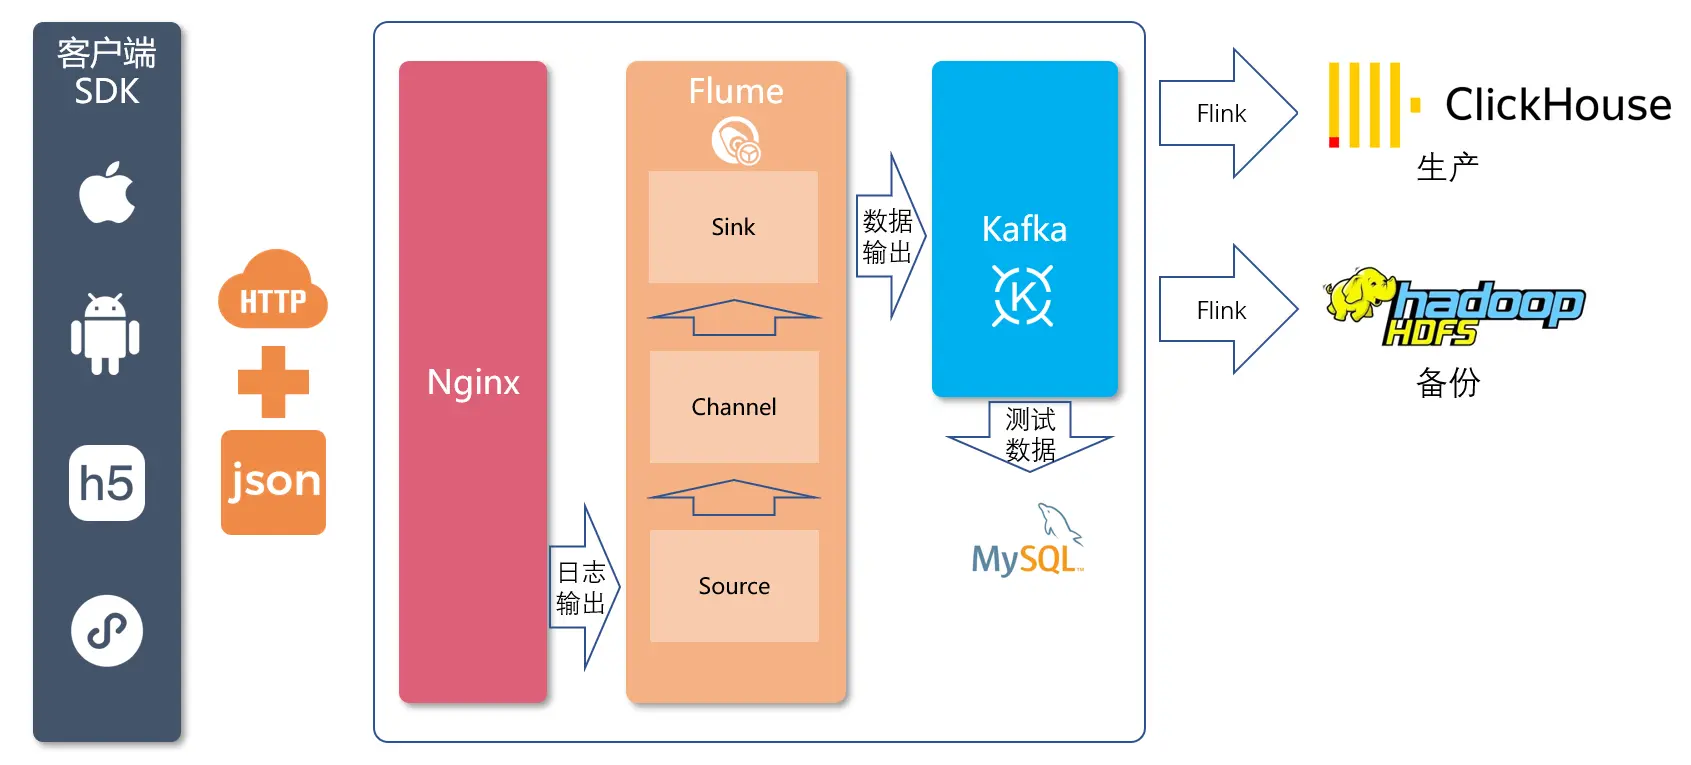 客户端
SDK
h5
HTTP
json
Nginx
日志
输出
Flume
Sink
Channel
Source
数据
输出
Kafka
K
测试
数据
MySQL™
Flink
ClickHouse
生产
Flink
hadoop
HDFS
备份